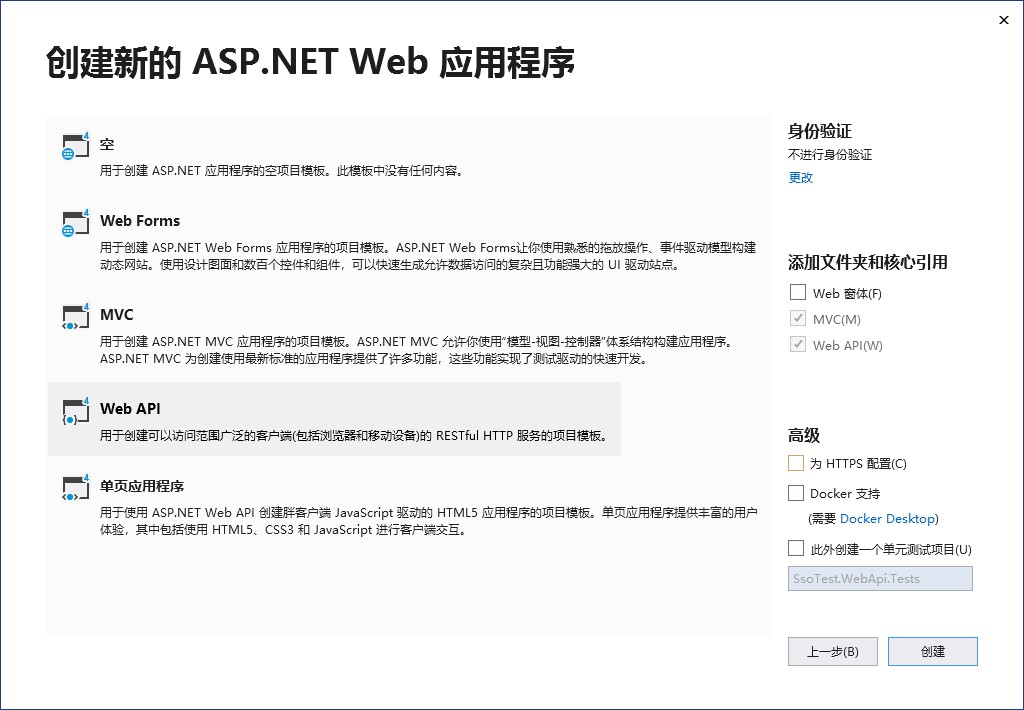 创建新的 ASP.NET Web 应用程序
空
用于创建 ASP.NET 应用程序的空项目模板。此模板中没有任何内容。
Web Forms
用于创建 ASP.NET Web Forms 应用程序的项目模板。ASP.NET Web Forms让你使用熟悉的拖放操作、事件驱动模型构建
动态网站。使用设计图面和数百个控件和组件，可以快速生成允许数据访问的复杂且功能强大的 UI 驱动站点。
MVC
用于创建 ASP.NET MVC 应用程序的项目模板。ASP.NET MVC 允许你使用“模型-视图-控制器”体系结构构建应用程序。
ASP.NET MVC 为创建使用最新标准的应用程序提供了许多功能，这些功能实现了测试驱动的快速开发。
Web API
用于创建可以访问范围广泛的客户端(包括浏览器和移动设备)的 RESTful HTTP 服务的项目模板。
单页应用程序
用于使用 ASP.NET Web API 创建胖客户端 JavaScript 驱动的 HTML5 应用程序的项目模板。单页应用程序提供丰富的用户
体验，其中包括使用 HTML5、CSS3 和 JavaScript 进行客户端交互。
身份验证
不进行身份验证
更改
添加文件夹和核心引用
Web 窗体(F)
MVC(M)
Web API(W)
高级
为 HTTPS 配置(C)
Docker 支持
(需要 Docker Desktop)
此外创建一个单元测试项目(U)
SsoTest.WebApi.Tests
上一步(B)
创建